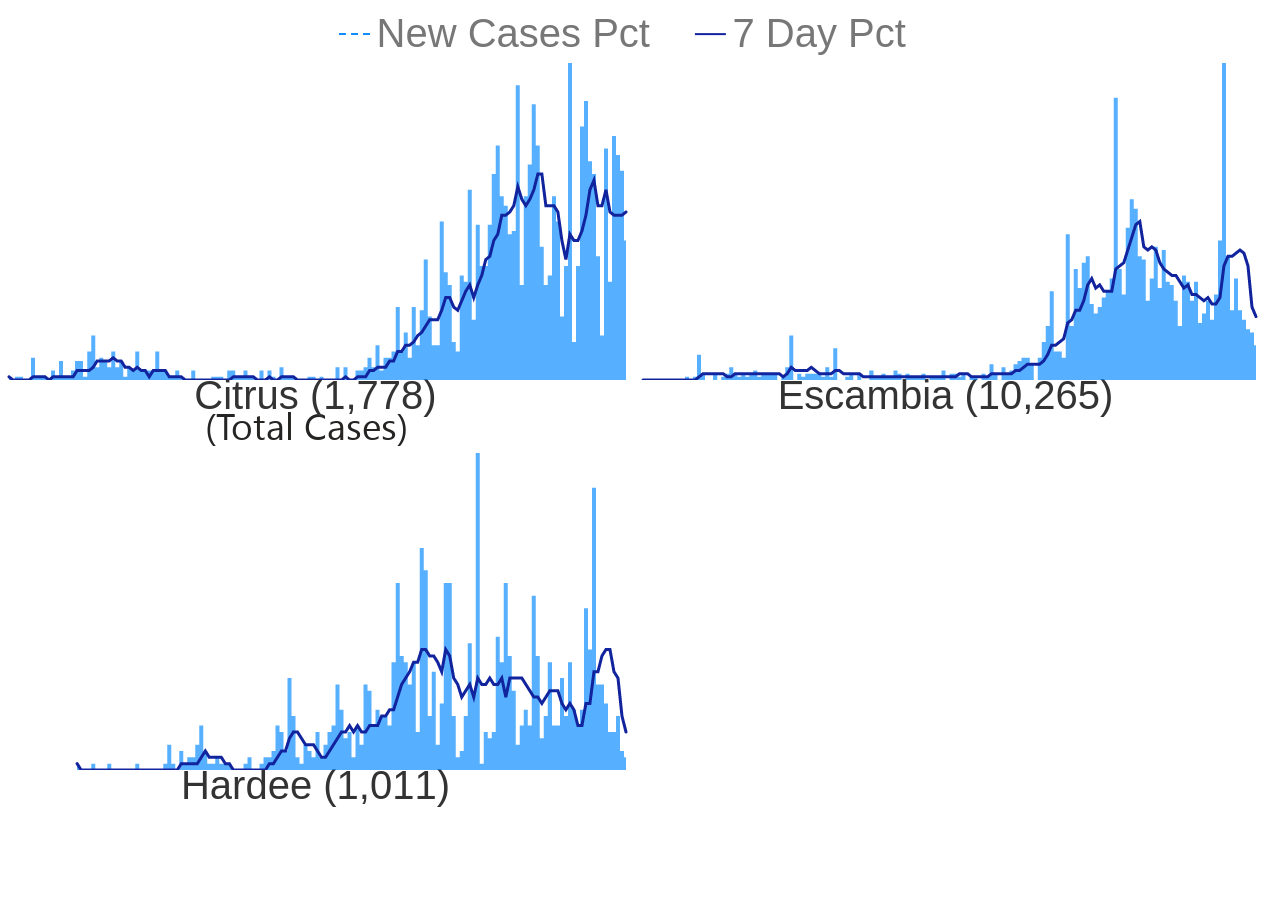 New Cases Pct 7 Day Pct
Citrus (1,778)
(Total Cases)
Escambia (10,265)
Hardee (1,011)